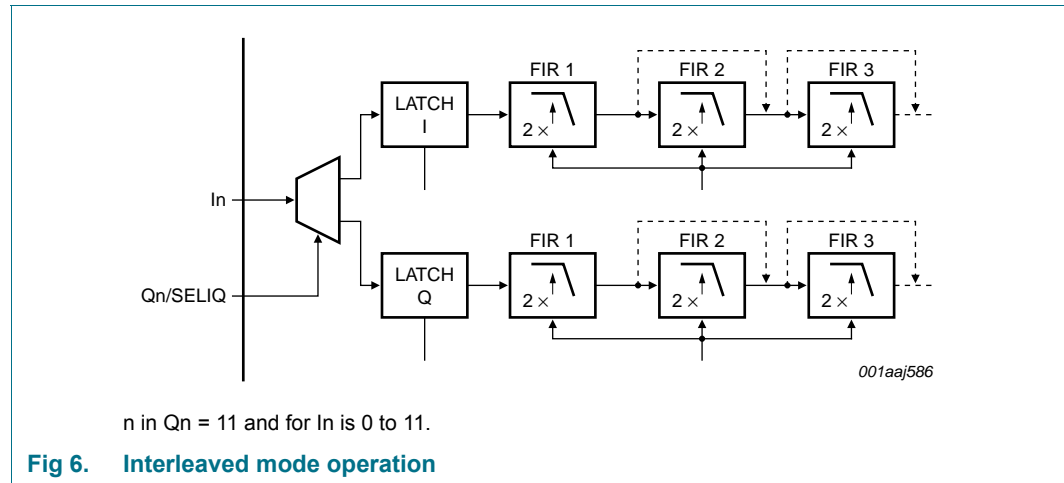 FIR 1 FIR 2 FIR 3
LATCH
I
2 × 2 × 2 ×
In
FIR 1 FIR 2 FIR 3
Qn/SELIQ
LATCH
Q
2 × 2 × 2 ×
001aaj586
n in Qn = 11 and for In is 0 to 11.
Fig 6. Interleaved mode operation